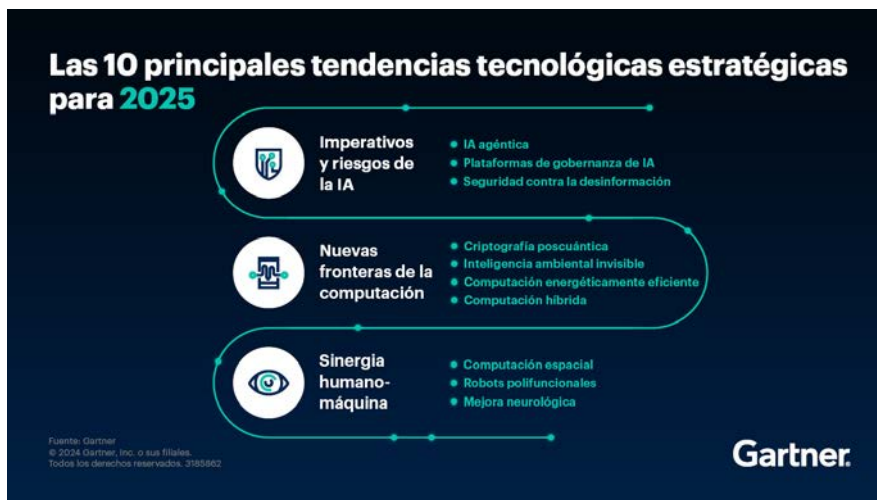 Las 10 principales tendencias tecnológicas estratégicas
para 2025
Imperativos
y riesgos de
la IA
IA agéntica
Plataformas de gobernanza de IA
Seguridad contra la desinformación
Nuevas
fronteras de la
computación
Criptografía poscuántica
Inteligencia ambiental invisible
Computación energéticamente eficiente
Computación híbrida
Sinergia
humano-
máquina
Computación espacial
Robots polifuncionales
Mejora neurológica
Fuente: Gartner
© 2024 Gartner, Inc. o sus filiales.
Todos los derechos reservados. 3185662
Gartner.